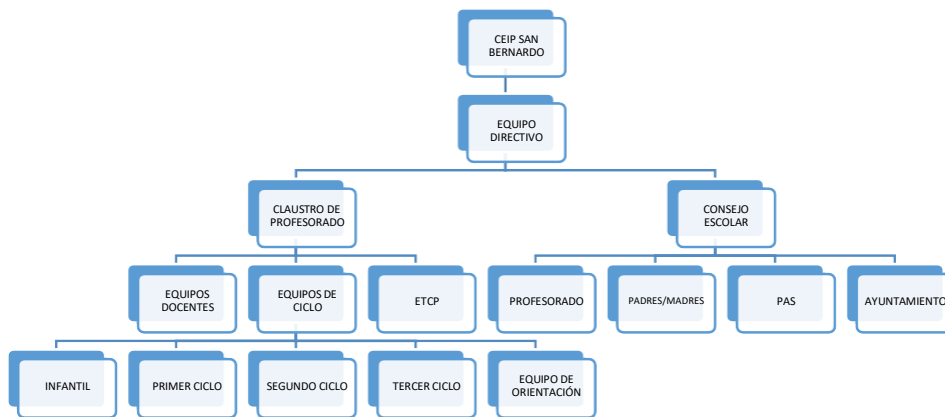 CEIP SAN
BERNARDO
EQUIPO
DIRECTIVO
CLAUSTRO DE
PROFESORADO
CONSEJO
ESCOLAR
EQUIPOS
DOCENTES
EQUIPOS DE
CICLO
ETCP
PROFESORADO
PADRES/MADRES
PAS
AYUNTAMIENTO
INFANTIL
PRIMER CICLO
SEGUNDO CICLO
TERCER CICLO
EQUIPO DE
ORIENTACIÓN